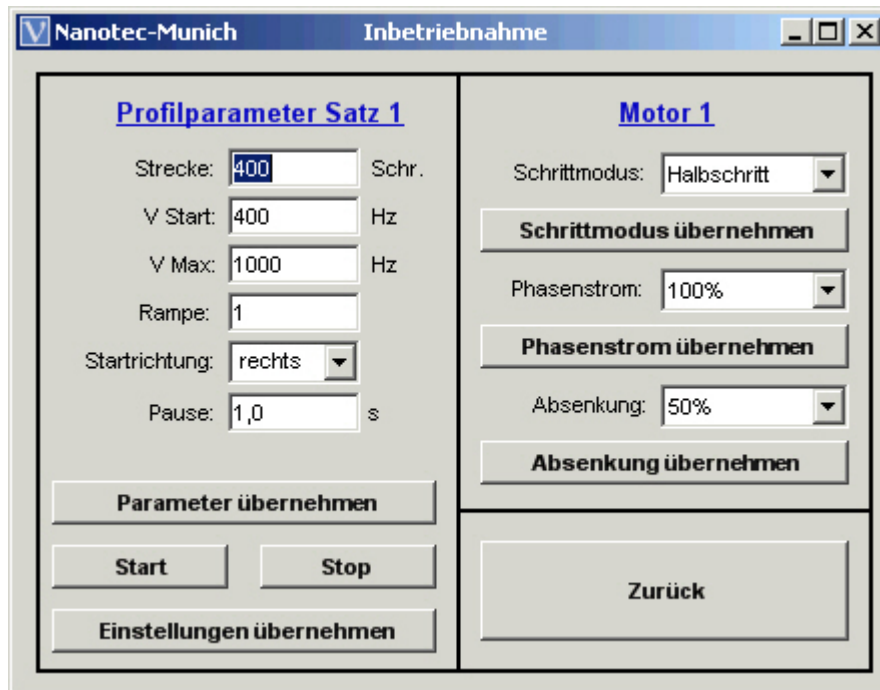 Nanotec-Munich Inbetriebnahme
Profilparameter Satz 1
Strecke: 400 Schr.
V Start: 400 Hz
V Max: 1000 Hz
Rampe: 1
Startrichtung: rechts
Pause: 1,0 s
Parameter übernehmen
Start Stop
Einstellungen übernehmen
Motor 1
Schrittmodus: Halbschritt
Schrittmodus übernehmen
Phasenstrom: 100%
Phasenstrom übernehmen
Absenkung: 50%
Absenkung übernehmen
Zurück